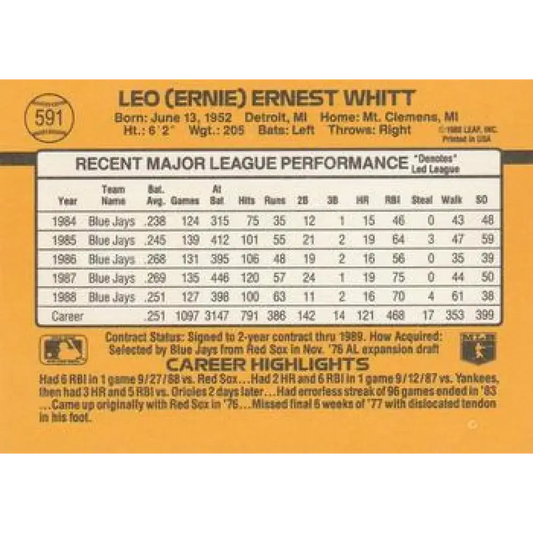 591
LEO (ERNIE) ERNEST WHITT
Born: June 13, 1952 Detroit, MI Home: Mt. Clemens, MI
Ht.: 6'2" Wgt.: 205 Bats: Left Throws: Right
©1988 LEAF, INC.
Printed in USA
RECENT MAJOR LEAGUE PERFORMANCE *Denotes* Led League
Year Team Name Bat. Avg. Games At Bat Hits Runs 2B 3B HR RBI Steal Walk SO
1984 Blue Jays .238 124 315 75 35 12 1 15 46 0 43 48
1985 Blue Jays .245 139 412 101 55 21 2 19 64 3 47 59
1986 Blue Jays .268 131 395 106 48 19 2 16 56 0 35 39
1987 Blue Jays .269 135 446 120 57 24 1 19 75 0 44 50
1988 Blue Jays .251 127 398 100 63 11 2 16 70 4 61 38
Career .251 1097 3147 791 386 142 14 121 468 17 353 399
Contract Status: Signed to 2-year contract thru 1989. How Acquired:
Selected by Blue Jays from Red Sox in Nov. '76 AL expansion draft
MLB
CAREER HIGHLIGHTS
Had 6 RBI in 1 game 9/27/88 vs. Red Sox...Had 2 HR and 6 RBI in 1 game 9/12/87 vs. Yankees,
then had 3 HR and 5 RBI vs. Orioles 2 days later...Had errorless streak of 96 games ended in '83
...Came up originally with Red Sox in '76...Missed final 6 weeks of '77 with dislocated tendon
in his foot.